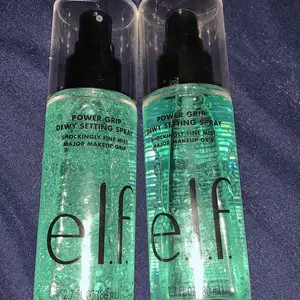 POWER GRIP
DEWY SETTING SPRAY
SHOCKINGLY FINE MIST
MAJOR MAKEUP GRIP
e.l.f.
POWER GRIP
DEWY SETTING SPRAY
SHOCKINGLY FINE MIST
MAJOR MAKEUP GRIP
e.l.f.